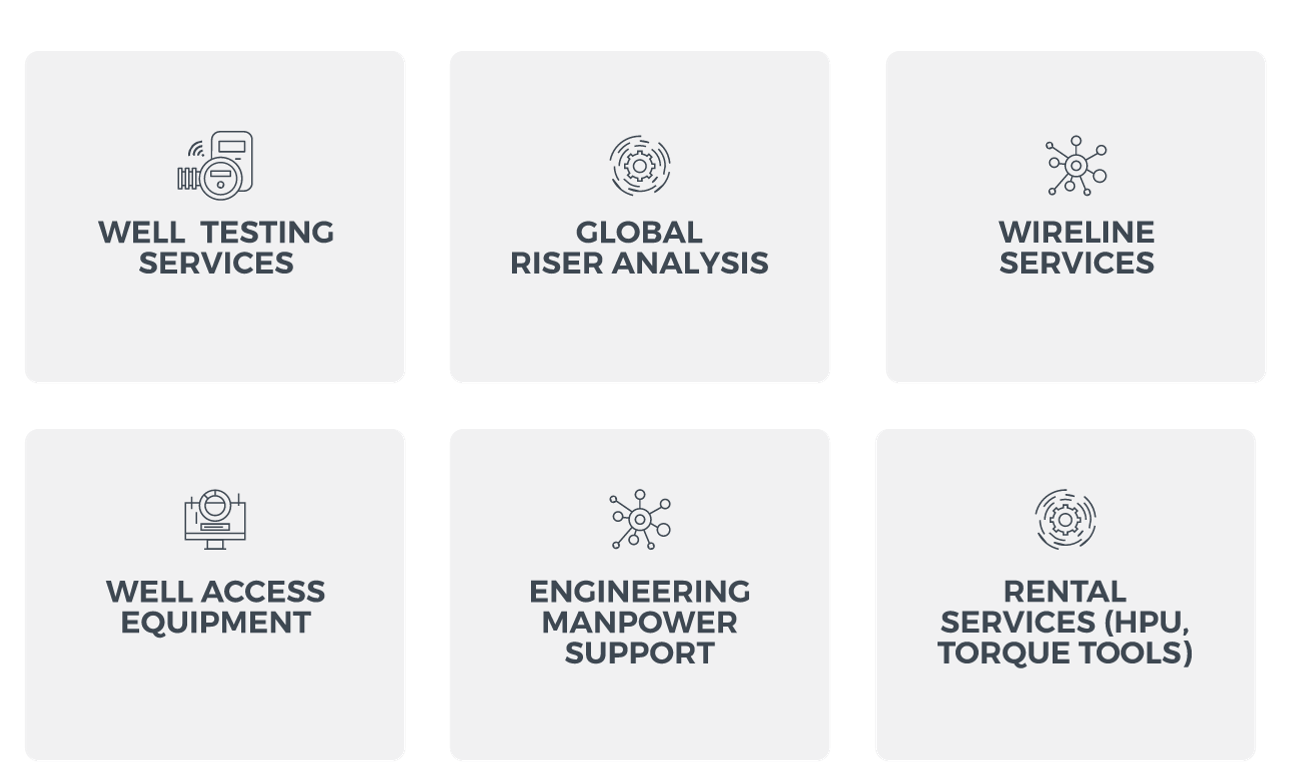 WELL  TESTING
SERVICES
GLOBAL
RISER ANALYSIS
WIRELINE
SERVICES
WELL ACCESS
EQUIPMENT
ENGINEERING
MANPOWER
SUPPORT
RENTAL
SERVICES (HPU,
TORQUE TOOLS)